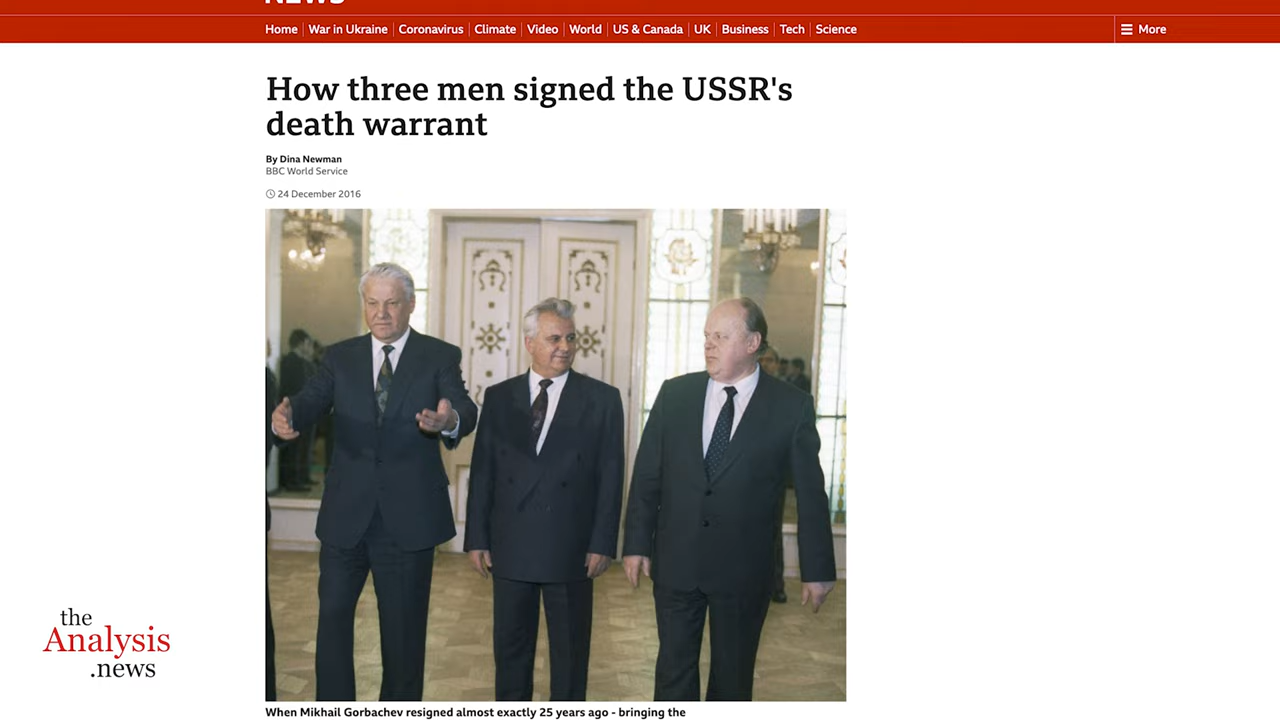 NEWS
Home War in Ukraine Coronavirus Climate Video World US & Canada UK Business Tech Science More
How three men signed the USSR's
death warrant
By Dina Newman
BBC World Service
24 December 2016
the
Analysis
.news
When Mikhail Gorbachev resigned almost exactly 25 years ago - bringing the